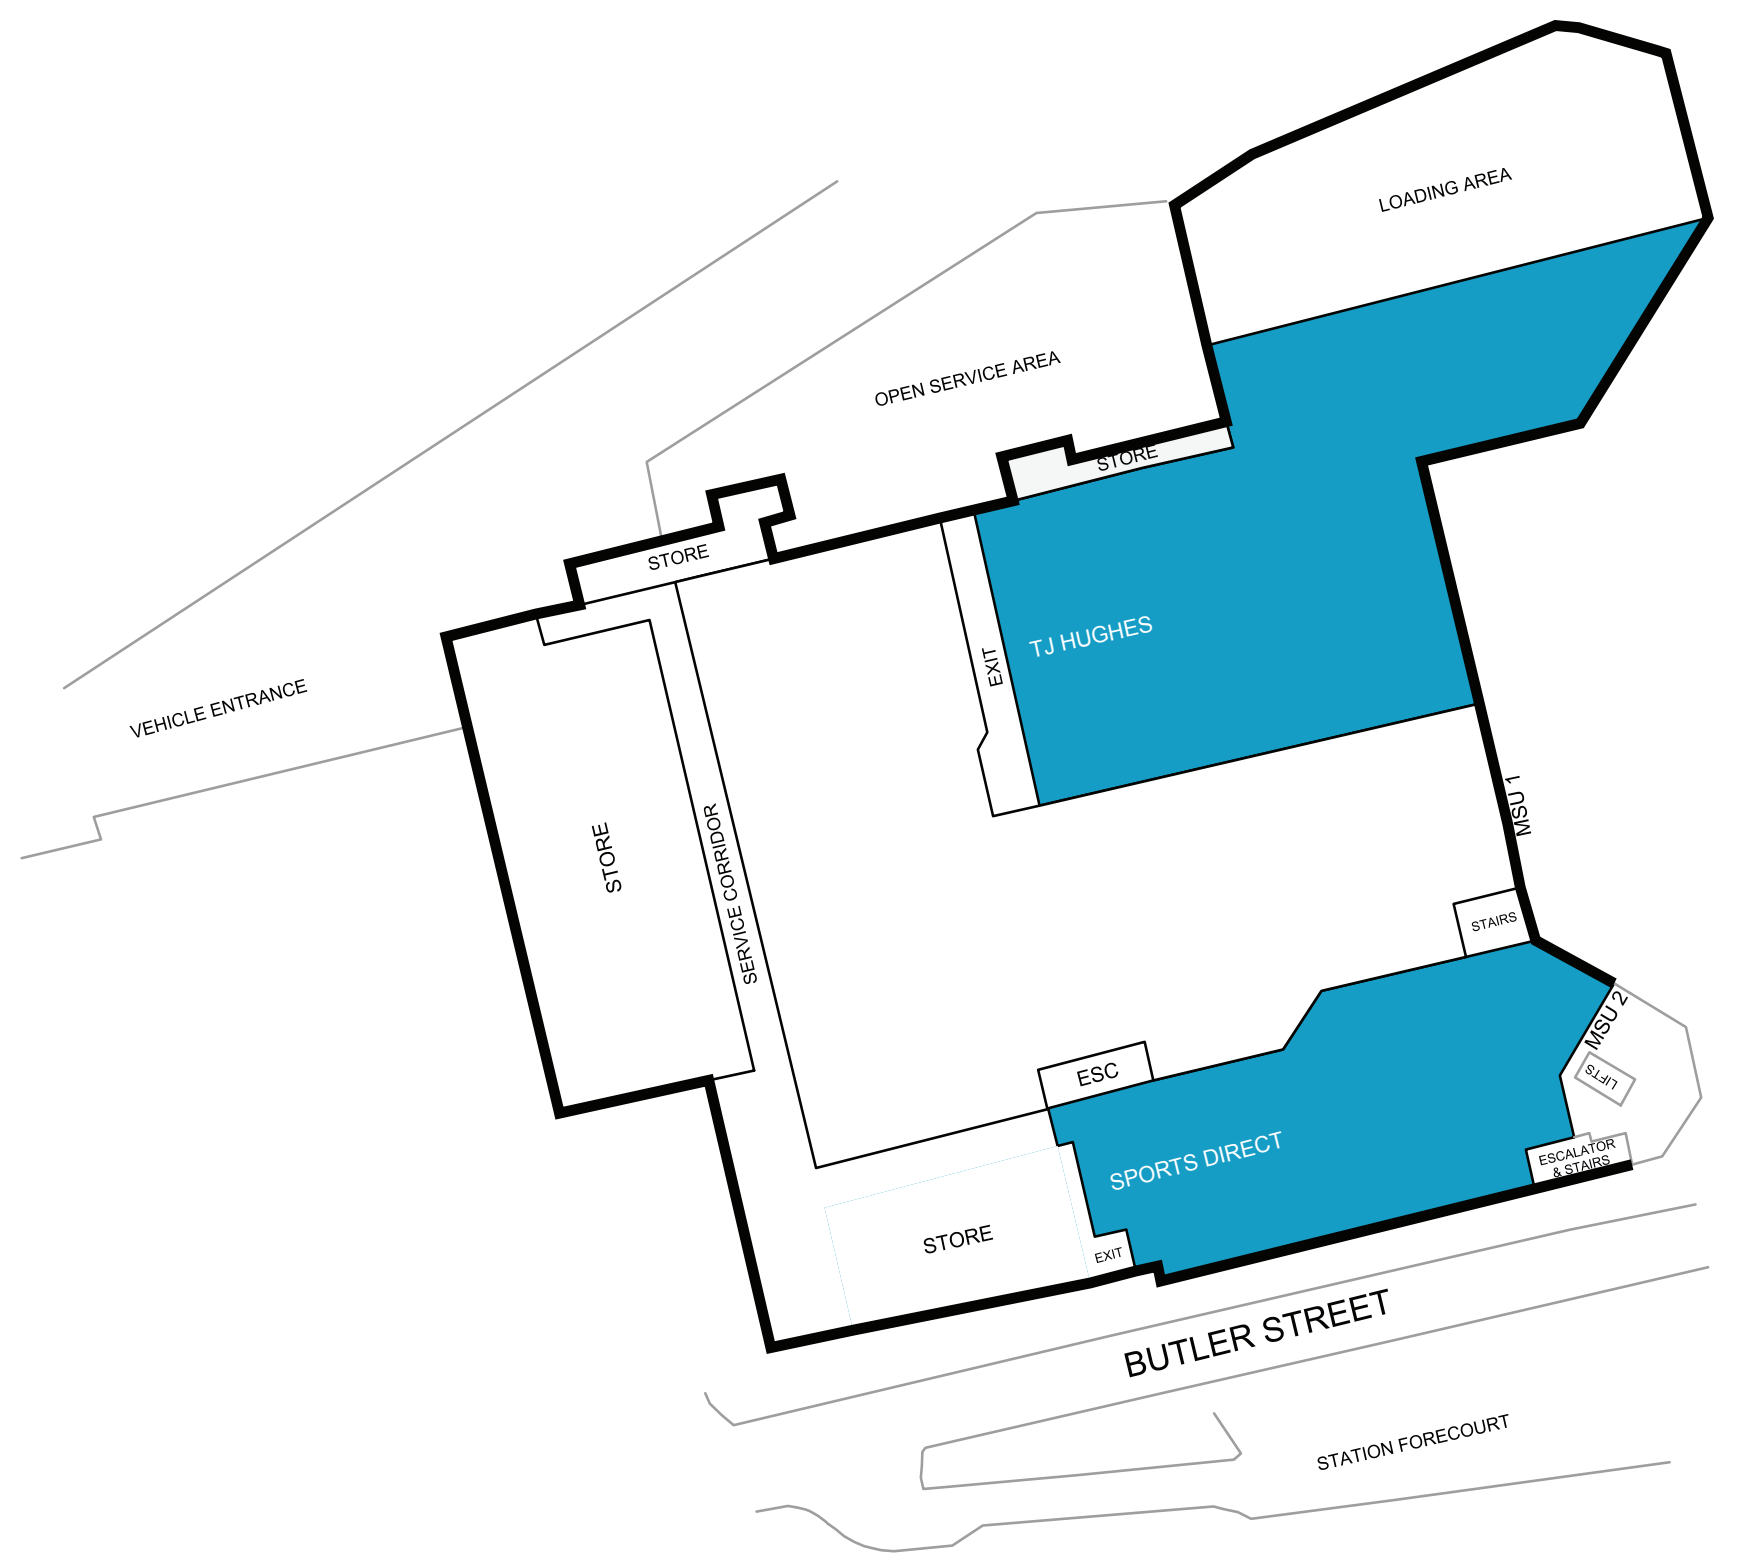 LOADING AREA
OPEN SERVICE AREA
STORE
STORE
TJ HUGHES
EXIT
VEHICLE ENTRANCE
MSU 1
STORE
SERVICE CORRIDOR
STAIRS
MSU 2
ESC
LIFTS
SPORTS DIRECT
ESCALATOR
& STAIRS
STORE
EXIT
BUTLER STREET
STATION FORECOURT